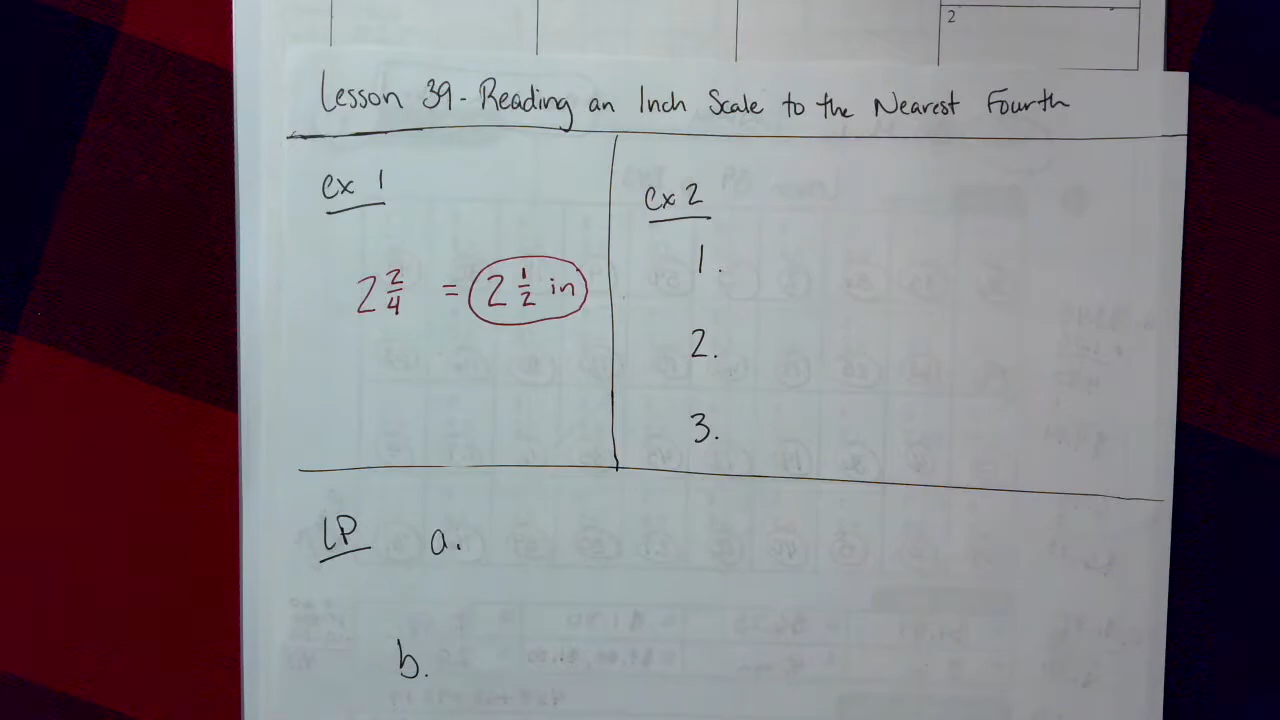 2
Lesson 39 - Reading an Inch Scale to the Nearest Fourth
ex 1
2 2/4 = 2 1/2 in
ex 2
1.
2.
3.
LP a.
b.